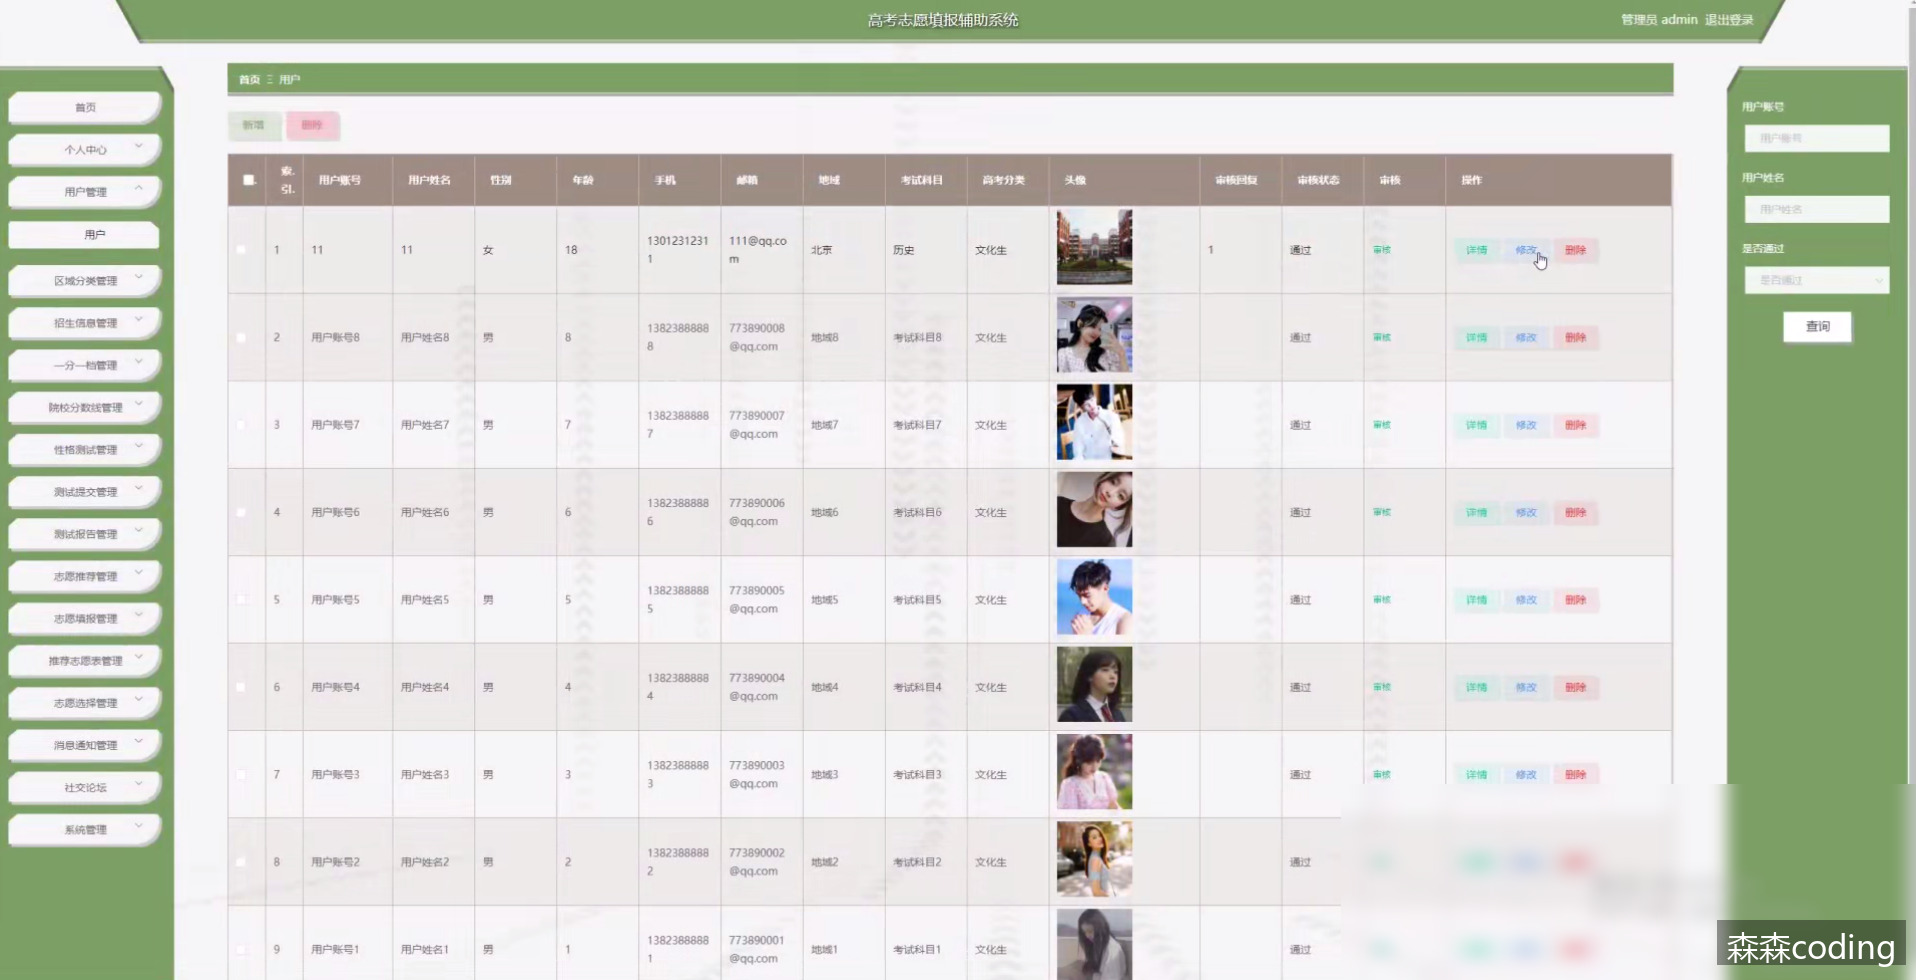 高考志愿填报辅助系统
管理员 admin 退出登录
首页 用户
首页
个人中心
用户管理
用户
区域分类管理
招生信息管理
一分一档管理
院校分数线管理
性格测试管理
测试提交管理
测试报告管理
志愿推荐管理
志愿填报管理
推荐志愿表管理
志愿选择管理
消息通知管理
社交论坛
系统管理
新增 删除
索引. 用户账号 用户姓名 性别 年龄 手机 邮箱 地域 考试科目 高考分类 头像 审核回复 审核状态 审核 操作
1 11 11 女 18 13012312311 111@qq.com 北京 历史 文化生 1 通过 审核 详情 修改 删除
2 用户账号8 用户姓名8 男 8 13823888888 773890008@qq.com 地域8 考试科目8 文化生 通过 审核 详情 修改 删除
3 用户账号7 用户姓名7 男 7 13823888887 773890007@qq.com 地域7 考试科目7 文化生 通过 审核 详情 修改 删除
4 用户账号6 用户姓名6 男 6 13823888886 773890006@qq.com 地域6 考试科目6 文化生 通过 审核 详情 修改 删除
5 用户账号5 用户姓名5 男 5 13823888885 773890005@qq.com 地域5 考试科目5 文化生 通过 审核 详情 修改 删除
6 用户账号4 用户姓名4 男 4 13823888884 773890004@qq.com 地域4 考试科目4 文化生 通过 审核 详情 修改 删除
7 用户账号3 用户姓名3 男 3 13823888883 773890003@qq.com 地域3 考试科目3 文化生 通过 审核 详情 修改 删除
8 用户账号2 用户姓名2 男 2 13823888882 773890002@qq.com 地域2 考试科目2 文化生 通过
9 用户账号1 用户姓名1 男 1 13823888881 773890001@qq.com 地域1 考试科目1 文化生 通过
用户账号
用户账号
用户姓名
用户姓名
是否通过
是否通过
查询
森森coding